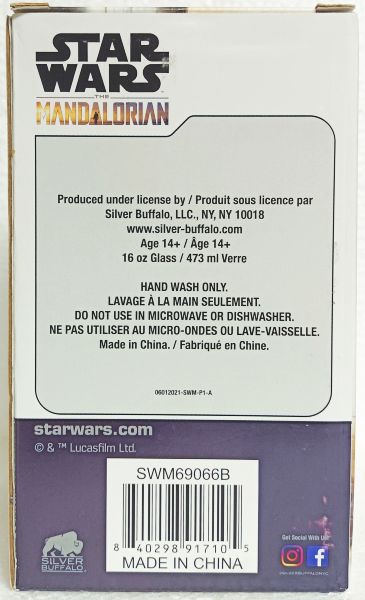 STAR
WARS
THE
MANDALORIAN
Produced under license by / Produit sous licence par
Silver Buffalo, LLC., NY, NY 10018
www.silver-buffalo.com
Age 14+ / Âge 14+
16 oz Glass / 473 ml Verre
HAND WASH ONLY.
LAVAGE À LA MAIN SEULEMENT.
DO NOT USE IN MICROWAVE OR DISHWASHER.
NE PAS UTILISER AU MICRO-ONDES OU LAVE-VAISSELLE.
Made in China. / Fabriqué en Chine.
06012021-SWM-P1-A
starwars.com
© & ™ Lucasfilm Ltd.
SWM69066B
8 40298 91710 5
MADE IN CHINA
SILVER
BUFFALO
Get Social With Us!